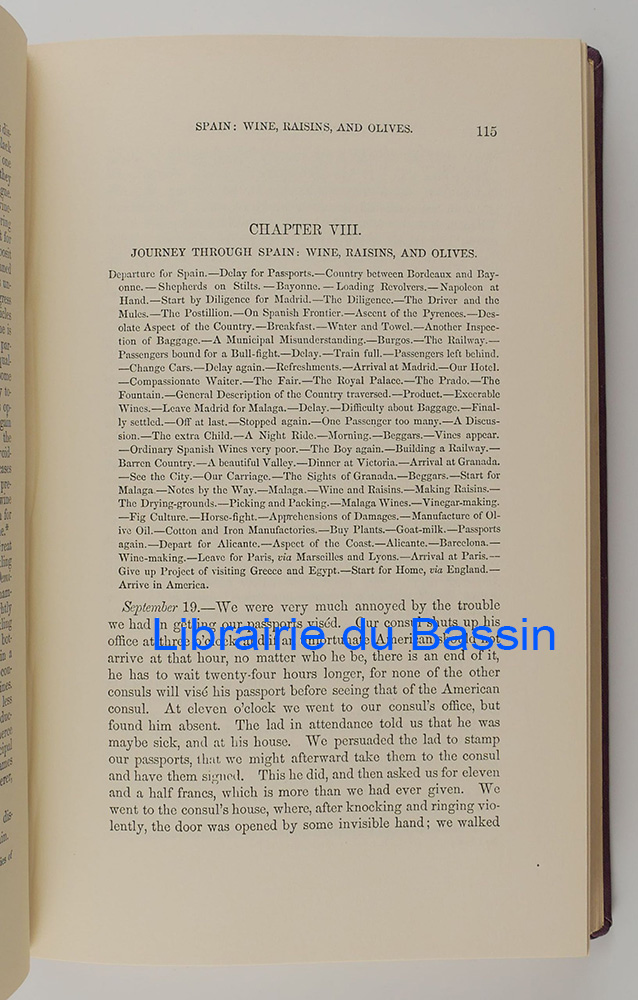 SPAIN: WINE, RAISINS, AND OLIVES. 115
CHAPTER VIII.
JOURNEY THROUGH SPAIN: WINE, RAISINS, AND OLIVES.
Departure for Spain.—Delay for Passports.—Country between Bordeaux and Bay-
onne.—Shepherds on Stilts.—Bayonne.—Loading Revolvers.—Napoleon at
Hand.—Start by Diligence for Madrid.—The Diligence.—The Driver and the
Mules.—The Postillion.—On Spanish Frontier.—Ascent of the Pyrenees.—Des-
olate Aspect of the Country.—Breakfast.—Water and Towel.—Another Inspec-
tion of Baggage.—A Municipal Misunderstanding.—Burgos.—The Railway.—
Passengers bound for a Bull-fight.—Delay.—Train full.—Passengers left behind.
—Change Cars.—Delay again.—Refreshments.—Arrival at Madrid.—Our Hotel.
—Compassionate Waiter.—The Fair.—The Royal Palace.—The Prado.—The
Fountain.—General Description of the Country traversed.—Product.—Execrable
Wines.—Leave Madrid for Malaga.—Delay.—Difficulty about Baggage.—Final-
ly settled.—Off at last.—Stopped again.—One Passenger too many.—A Discus-
sion.—The extra Child.—A Night Ride.—Morning.—Beggars.—Vines appear.
—Ordinary Spanish Wines very poor.—The Boy again.—Building a Railway.—
Barren Country.—A beautiful Valley.—Dinner at Victoria.—Arrival at Granada.
—See the City.—Our Carriage.—The Sights of Granada.—Beggars.—Start for
Malaga.—Notes by the Way.—Malaga.—Wine and Raisins.—Making Raisins.—
The Drying-grounds.—Picking and Packing.—Malaga Wines.—Vinegar-making.
—Fig Culture.—Horse-fight.—Apprehensions of Damages.—Manufacture of Ol-
ive Oil.—Cotton and Iron Manufactories.—Buy Plants.—Goat-milk.—Passports
again.—Depart for Alicante.—Aspect of the Coast.—Alicante.—Barcelona.—
Wine-making.—Leave for Paris, via Marseilles and Lyons.—Arrival at Paris.—
Give up Project of visiting Greece and Egypt.—Start for Home, via England.—
Arrive in America.
September 19.—We were very much annoyed by the trouble
we had in getting our passports viséd. Our consul shuts up his
office at three o'clock, and if an unfortunate American should not
Librairie du Bassin
arrive at that hour, no matter who he be, there is an end of it,
he has to wait twenty-four hours longer, for none of the other
consuls will visé his passport before seeing that of the American
consul. At eleven o'clock we went to our consul's office, but
found him absent. The lad in attendance told us that he was
maybe sick, and at his house. We persuaded the lad to stamp
our passports, that we might afterward take them to the consul
and have them signed. This he did, and then asked us for eleven
and a half francs, which is more than we had ever given. We
went to the consul's house, where, after knocking and ringing vio-
lently, the door was opened by some invisible hand; we walked